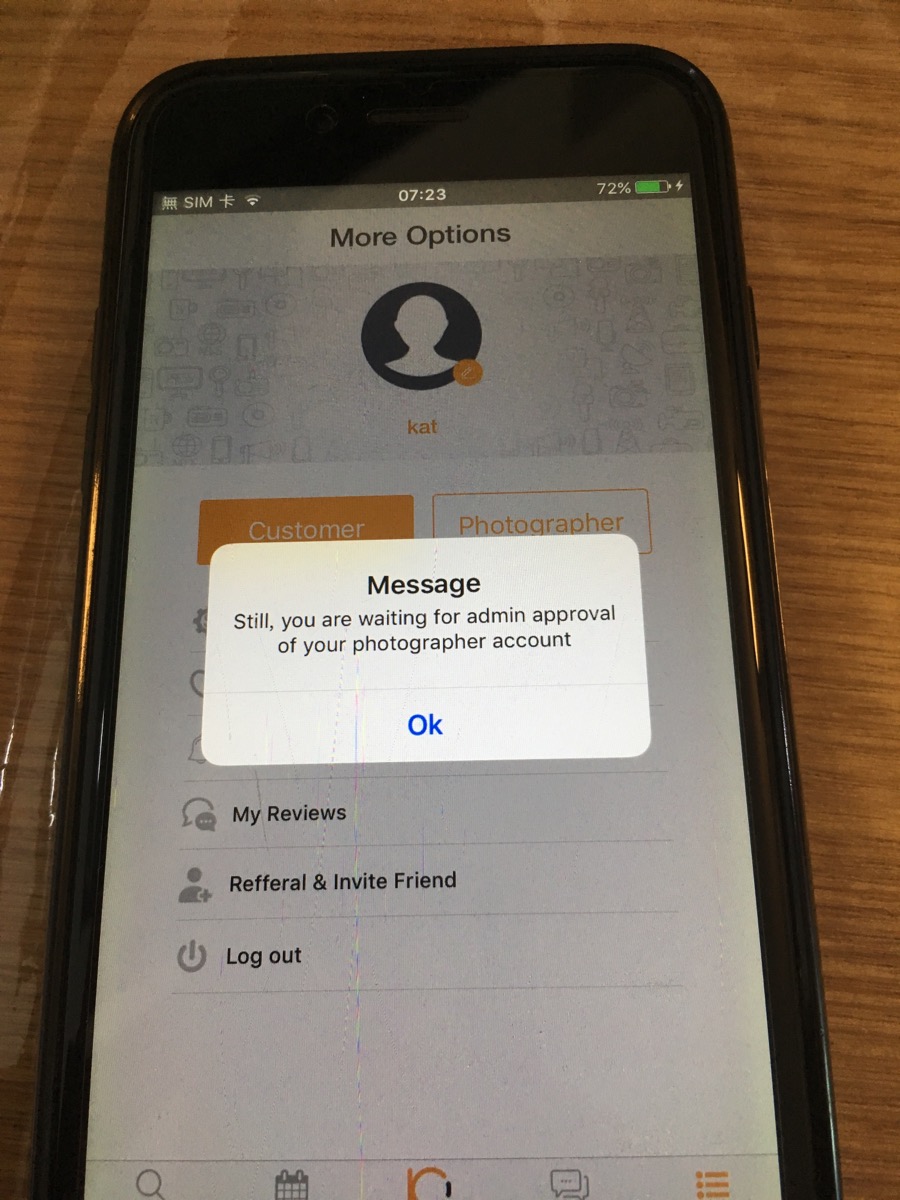 無 SIM 卡 07:23 72%
More Options
kat
Customer Photographer
Message
Still, you are waiting for admin approval
of your photographer account
Ok
My Reviews
Refferal & Invite Friend
Log out